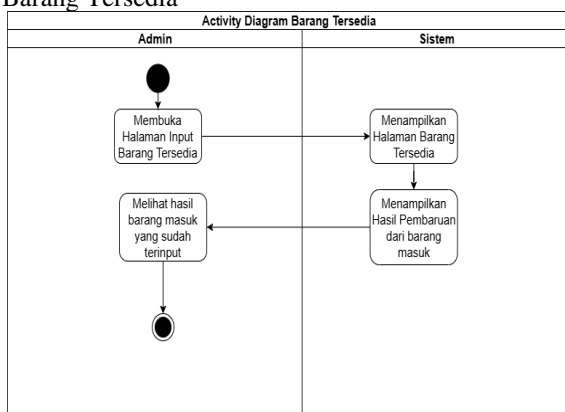 Barang Tersedia
Activity Diagram Barang Tersedia
Admin
Sistem
Membuka
Halaman Input
Barang Tersedia
Menampilkan
Halaman Barang
Tersedia
Menampilkan
Hasil Pembaruan
dari barang
masuk
Melihat hasil
barang masuk
yang sudah
terinput